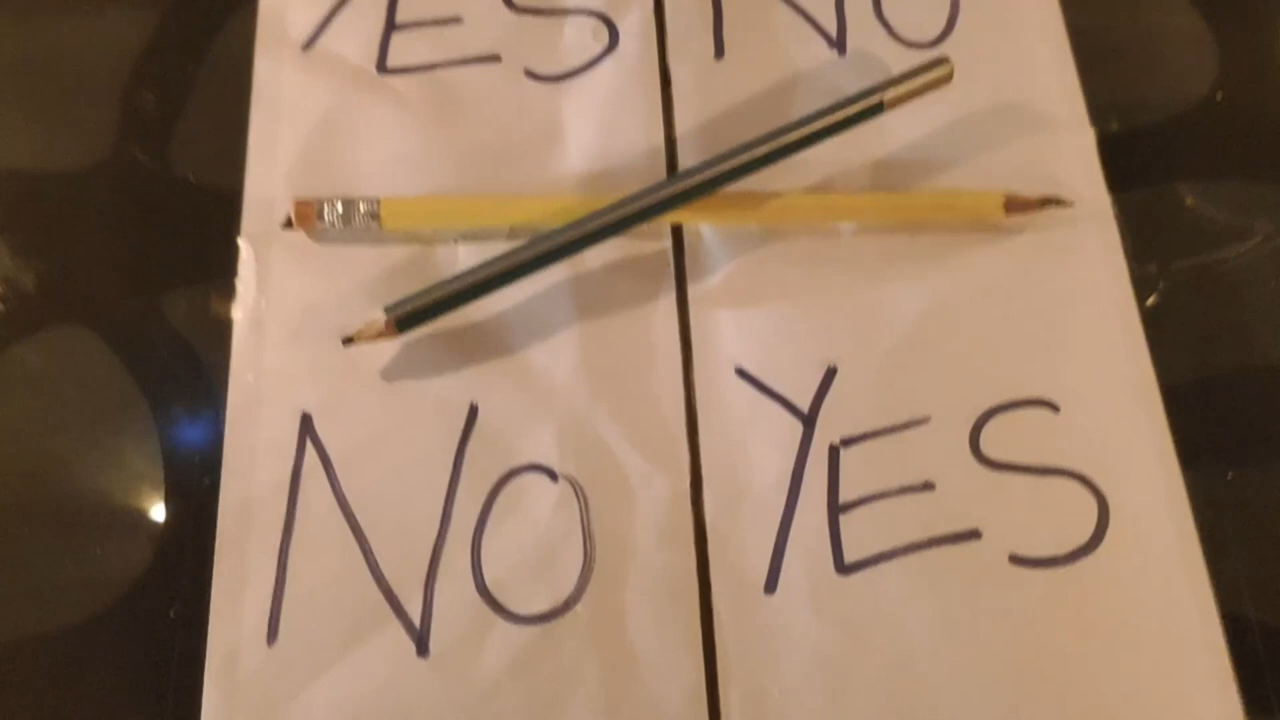 YES NO
NO YES